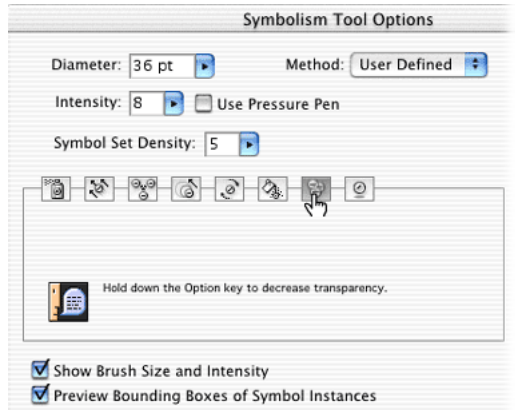 Symbolism Tool Options
Diameter: 36 pt Method: User Defined
Intensity: 8 Use Pressure Pen
Symbol Set Density: 5
Hold down the Option key to decrease transparency.
Show Brush Size and Intensity
Preview Bounding Boxes of Symbol Instances